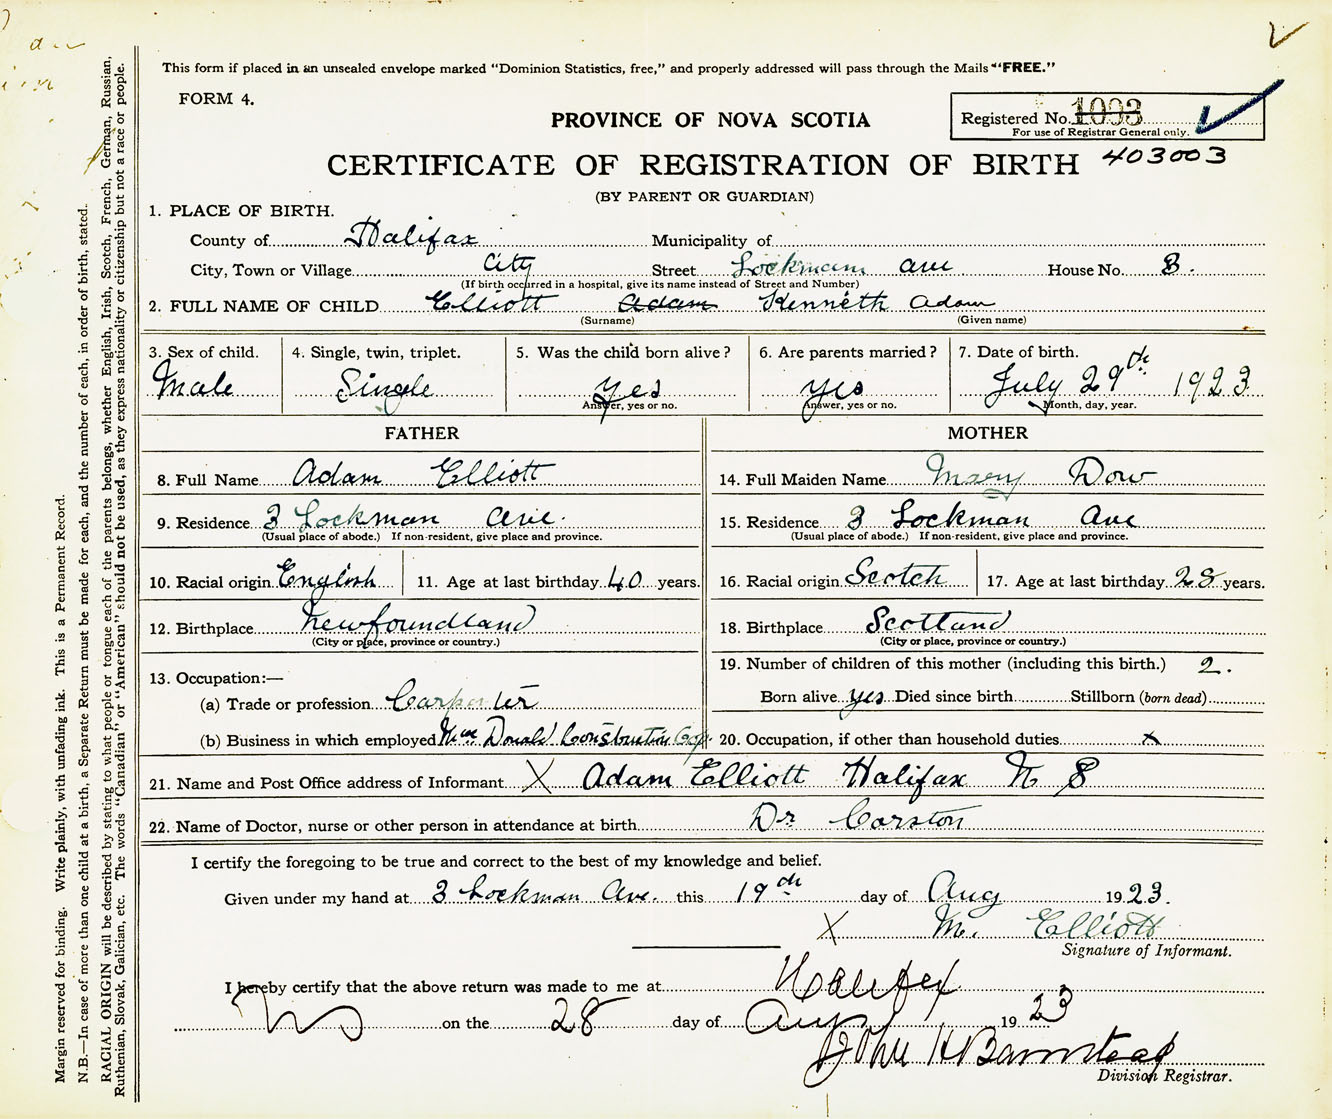 This form if placed in an unsealed envelope marked "Dominion Statistics, free," and properly addressed will pass through the Mails "FREE."
FORM 4.
Registered No. 1093
For use of Registrar General only.
PROVINCE OF NOVA SCOTIA
CERTIFICATE OF REGISTRATION OF BIRTH 403003
(BY PARENT OR GUARDIAN)
1. PLACE OF BIRTH.
County of Halifax Municipality of
City, Town or Village City Street Lockmam ave House No. 3.
(If birth occurred in a hospital, give its name instead of Street and Number)
2. FULL NAME OF CHILD Elliott Adam Kenneth Adam
(Surname) (Given name)
3. Sex of child. 4. Single, twin, triplet. 5. Was the child born alive? 6. Are parents married? 7. Date of birth.
Male Single yes yes July 29th 1923
Answer, yes or no. Answer, yes or no. Month, day, year.
FATHER
8. Full Name Adam Elliott
9. Residence 3 Lockman Ave.
(Usual place of abode.) If non-resident, give place and province.
10. Racial origin English 11. Age at last birthday 40 years.
12. Birthplace Newfoundland
(City or place, province or country.)
13. Occupation:—
(a) Trade or profession Carpenter
(b) Business in which employed Donald Construction
MOTHER
14. Full Maiden Name Mary Dow
15. Residence 3 Lockman Ave
(Usual place of abode.) If non-resident, give place and province.
16. Racial origin Scotch 17. Age at last birthday 28 years.
18. Birthplace Scotland
(City or place, province or country.)
19. Number of children of this mother (including this birth.) 2.
Born alive yes Died since birth Stillborn (born dead)
20. Occupation, if other than household duties x
21. Name and Post Office address of Informant X Adam Elliott Halifax N S
22. Name of Doctor, nurse or other person in attendance at birth Dr Corston
I certify the foregoing to be true and correct to the best of my knowledge and belief.
Given under my hand at 3 Lockman Ave. this 19th day of Aug 1923.
X M. Elliott
Signature of Informant.
I hereby certify that the above return was made to me at Halifax
NS on the 28 day of Aug 1923
John H Barnstead
Division Registrar.
Margin reserved for binding. Write plainly, with unfading ink. This is a Permanent Record.
N.B.—In case of more than one child at a birth, a Separate Return must be made for each, and the number of each, in order of birth, stated.
RACIAL ORIGIN will be described by stating to what people or tongue each of the parents belongs, whether English, Irish, Scotch, French, German, Russian,
Ruthenian, Slovak, Galician, etc. The words "Canadian" or "American" should not be used, as they express nationality or citizenship but not a race or people.